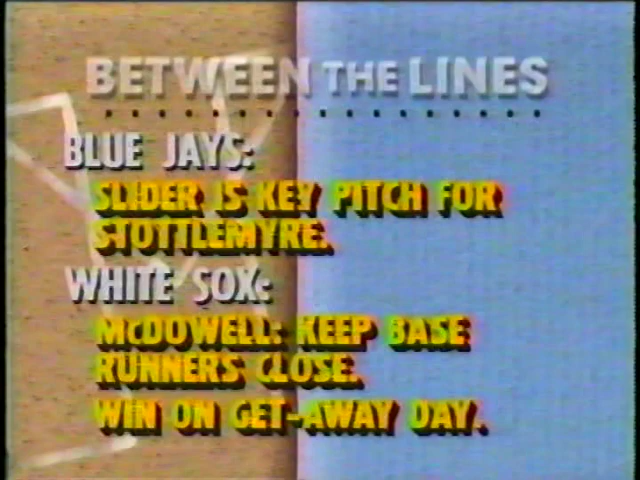 BETWEEN THE LINES
BLUE JAYS:
SLIDER IS KEY PITCH FOR
STOTTLEMYRE.
WHITE SOX:
McDOWELL: KEEP BASE
RUNNERS CLOSE.
WIN ON GET-AWAY DAY.